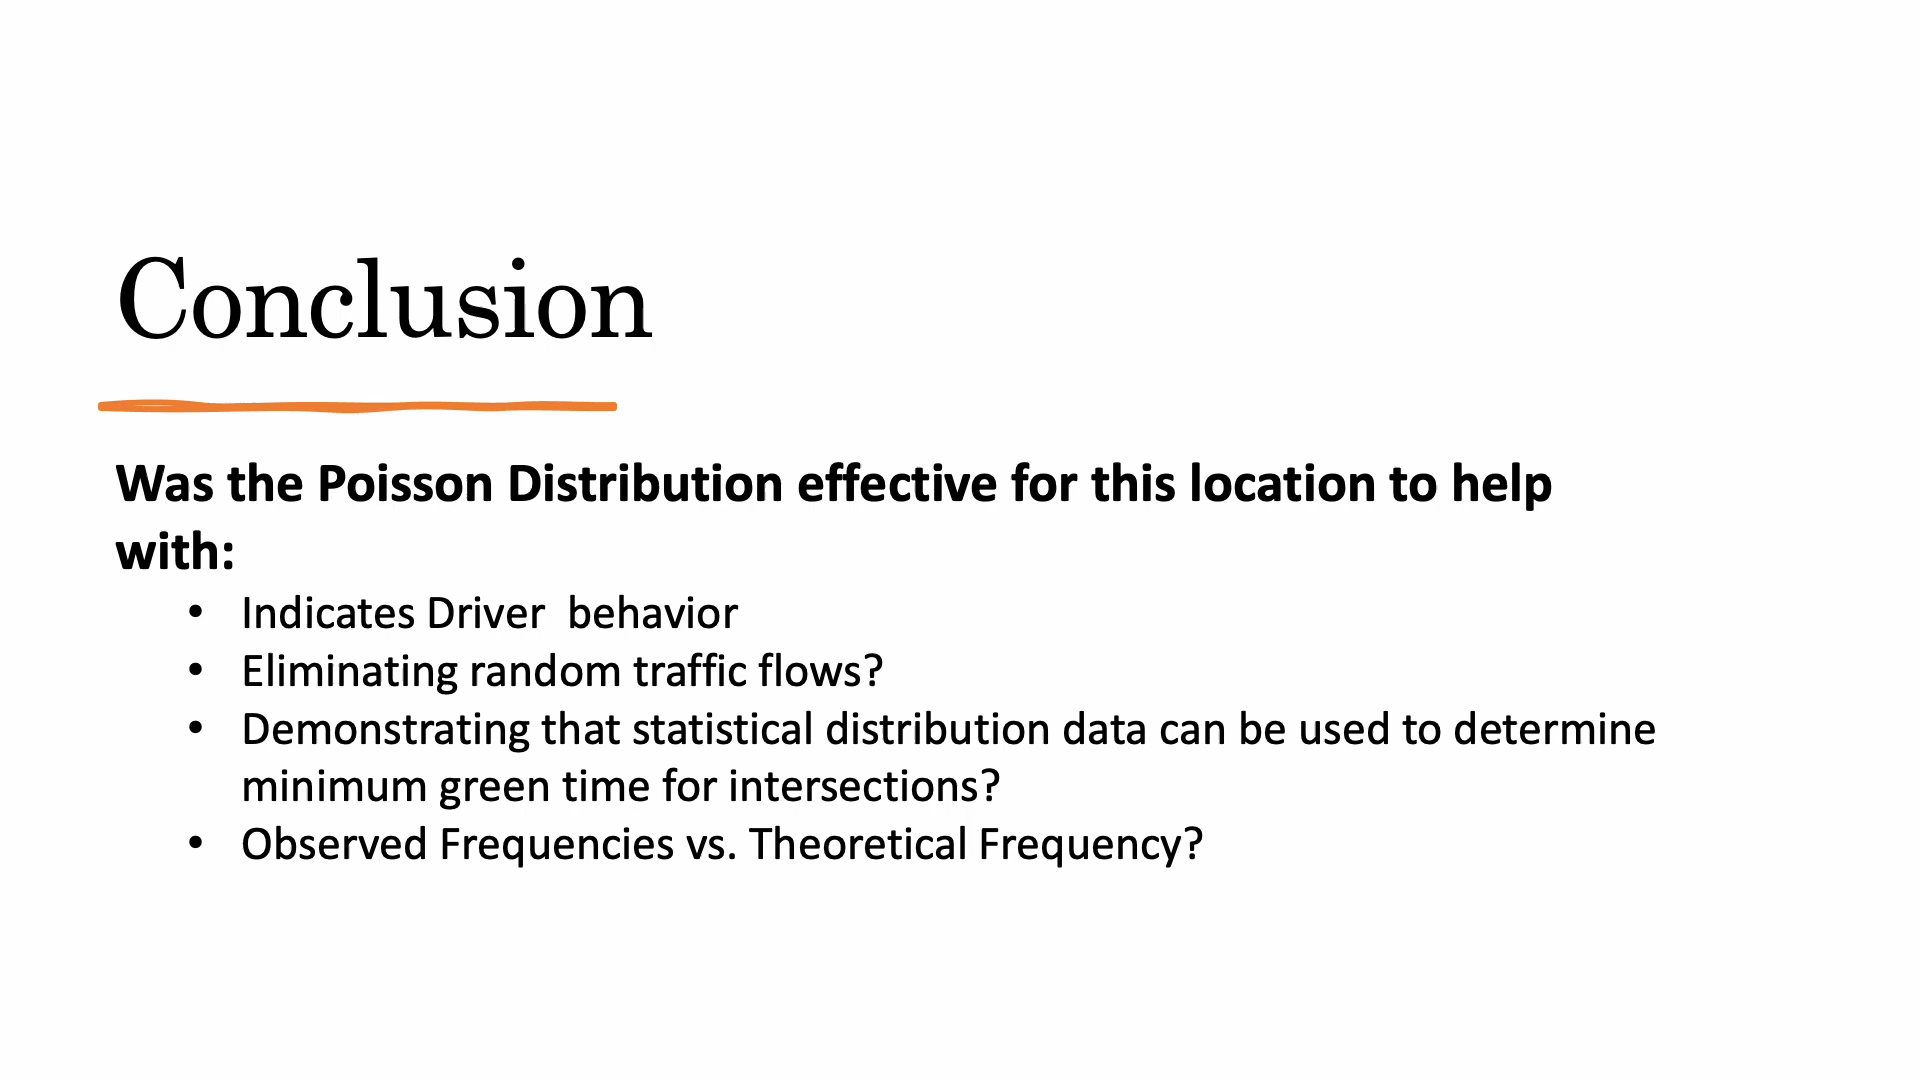 Conclusion
Was the Poisson Distribution effective for this location to help
with:
• Indicates Driver  behavior
• Eliminating random traffic flows?
• Demonstrating that statistical distribution data can be used to determine
minimum green time for intersections?
• Observed Frequencies vs. Theoretical Frequency?